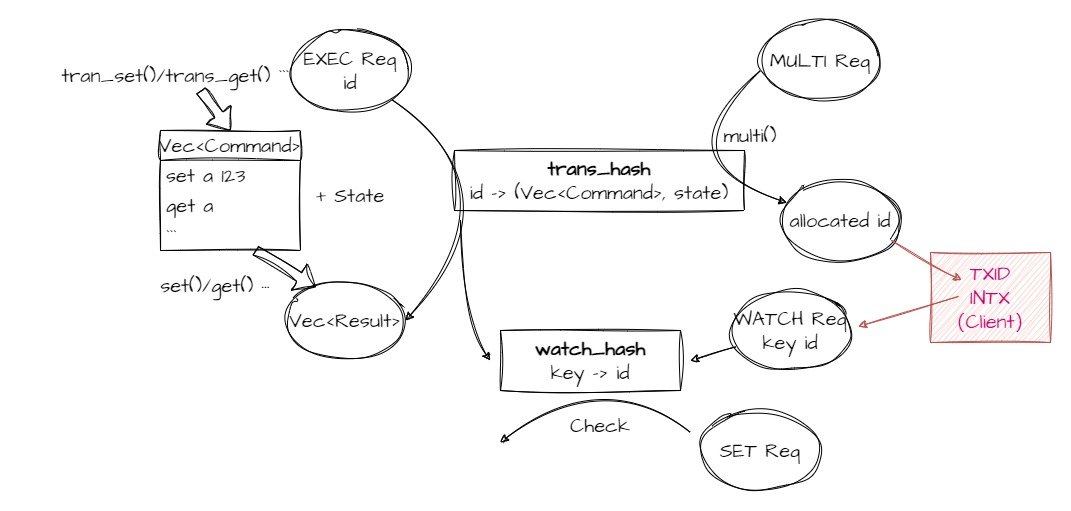 EXEC Req
id
MULTI Req
tran_set()/trans_get() ...
multi()
Vec<Command>
set a 123
get a
...
+ State
trans_hash
id -> (Vec<Command>, state)
allocated id
TXID
INTX
(Client)
set()/get() ...
Vec<Result>
WATCH Req
key id
watch_hash
key -> id
Check
SET Req